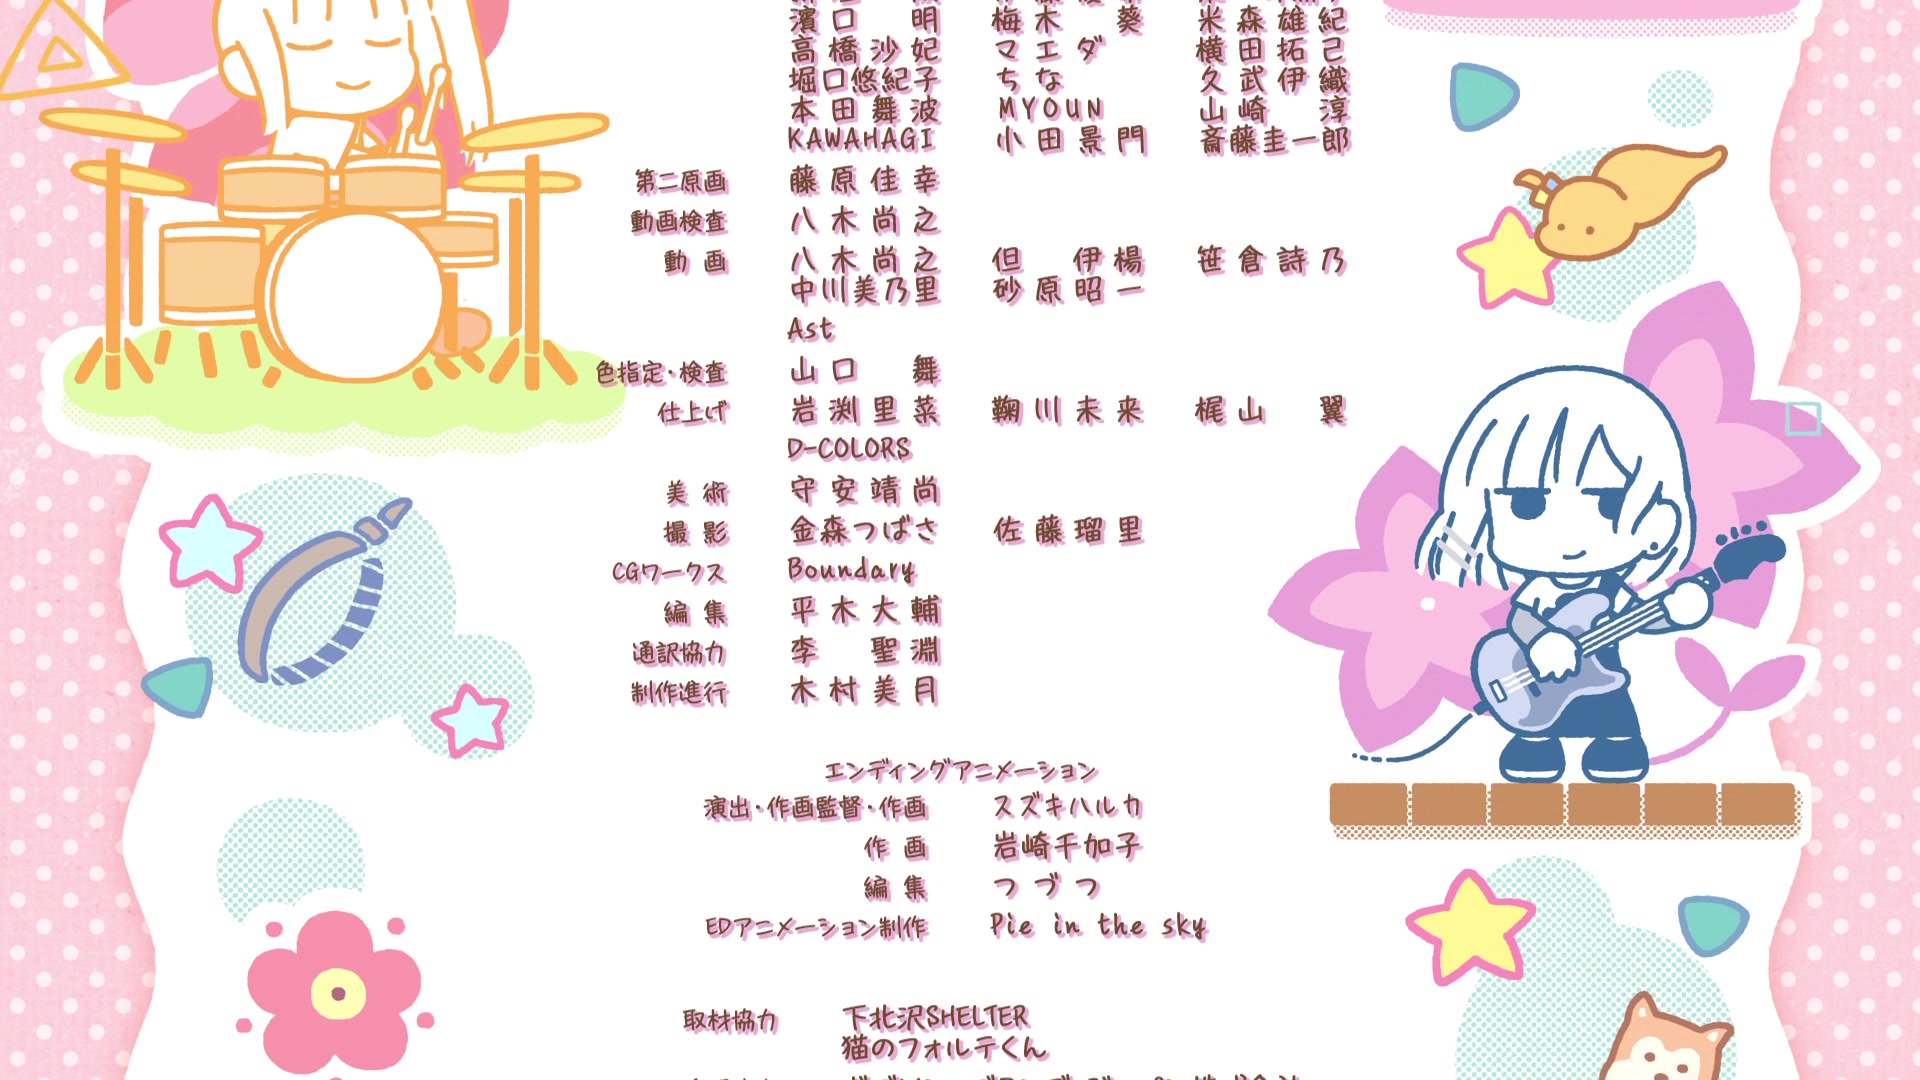 濱口 明 梅木 葵 米森雄紀
高橋沙妃 マエダ 横田拓己
堀口悠紀子 ちな 久武伊織
本田舞波 MYOUN 山崎 淳
KAWAHAGI 小田景門 斎藤圭一郎
第二原画 藤原佳幸
動画検査 八木尚之
動画 八木尚之 但 伊楊 笹倉詩乃
中川美乃里 砂原昭一
Ast
色指定・検査 山口 舞
仕上げ 岩渕里菜 鞠川未来 梶山 翼
D-COLORS
美術 守安靖尚
撮影 金森つばさ 佐藤瑠里
CGワークス Boundary
編集 平木大輔
通訳協力 李 聖淵
制作進行 木村美月
エンディングアニメーション
演出・作画監督・作画 スズキハルカ
作画 岩崎千加子
編集 つづつ
EDアニメーション制作 Pie in the sky
取材協力 下北沢SHELTER
猫のフォルテくん